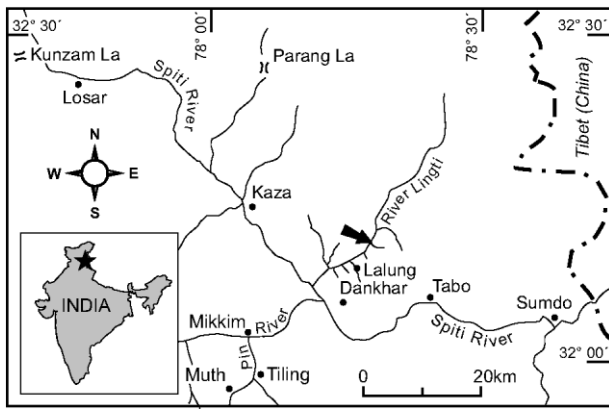 32° 30'
78° 00'
78° 30'
32° 30'
Kunzam La
Parang La
Losar
Spiti River
Tibet (China)
N
W E
S
Kaza
River Lingti
Lalung
Dankhar
Tabo
Sumdo
INDIA
Mikkim
Pin River
Spiti River
32° 00'
Muth
Tiling
0 20km